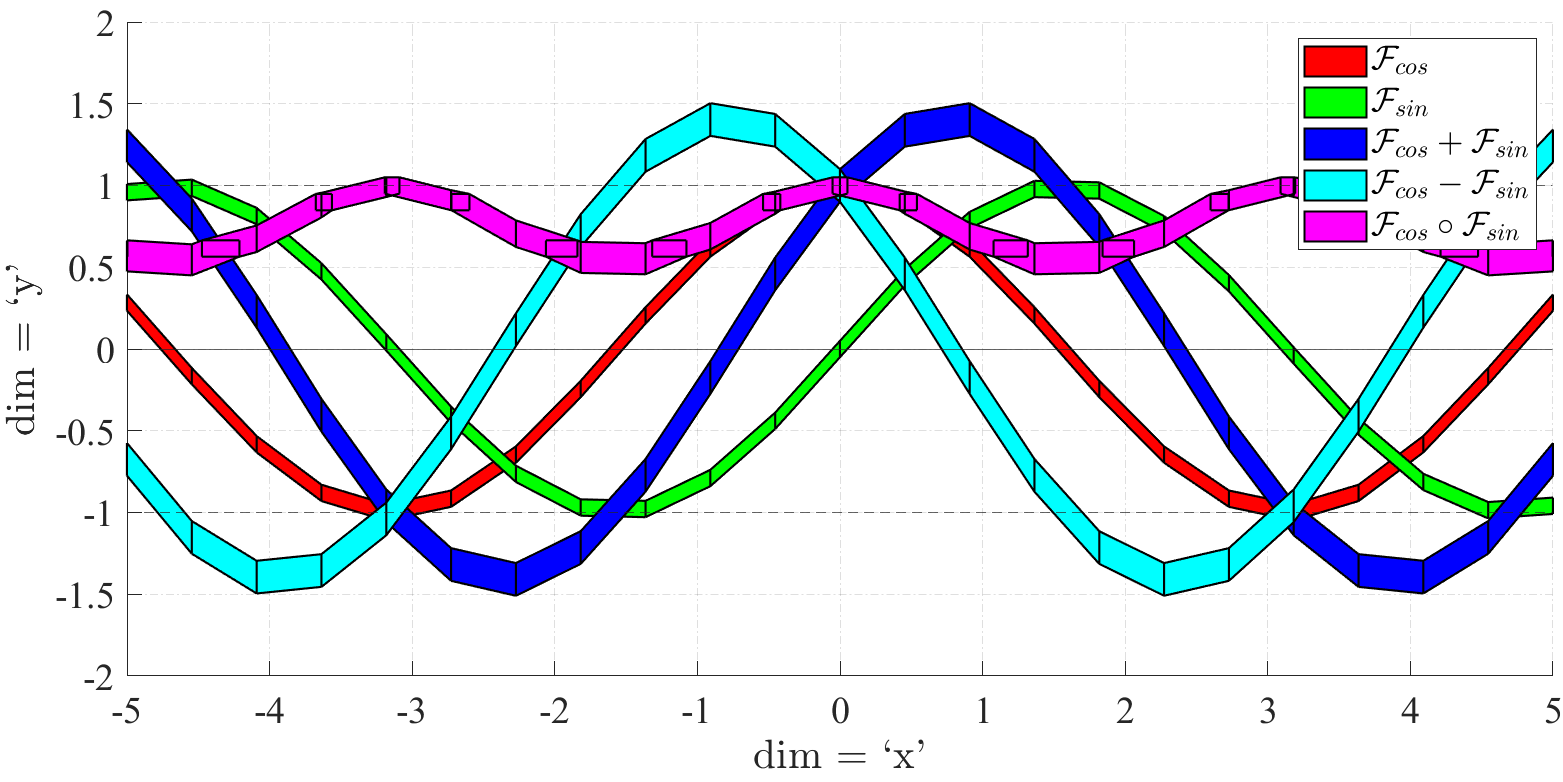 2
1.5
1
0.5
0
-0.5
-1
-1.5
-2
dim = ‘y’
-5 -4 -3 -2 -1 0 1 2 3 4 5
dim = ‘x’
ℱcos
ℱsin
ℱcos + ℱsin
ℱcos − ℱsin
ℱcos ∘ ℱsin